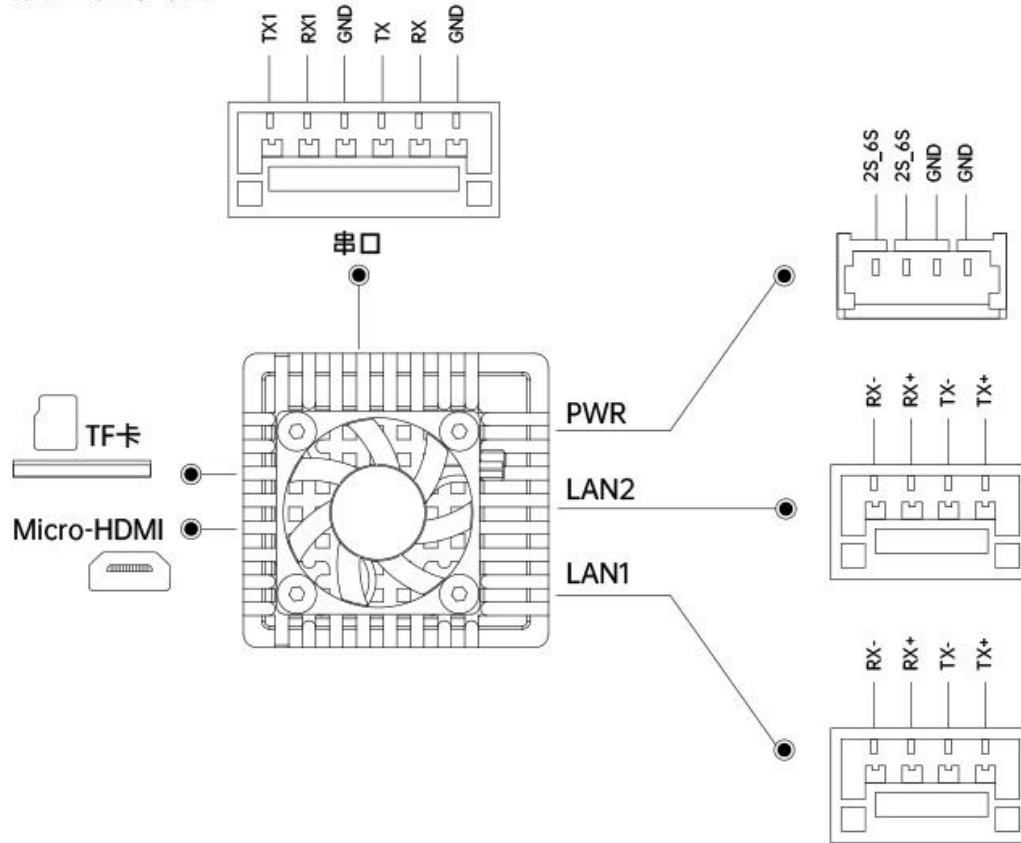 TX1
RX1
GND
TX
RX
GND
串口
2S_6S
2S_6S
GND
GND
PWR
RX-
RX+
TX-
TX+
TF卡
LAN2
Micro-HDMI
LAN1
RX-
RX+
TX-
TX+